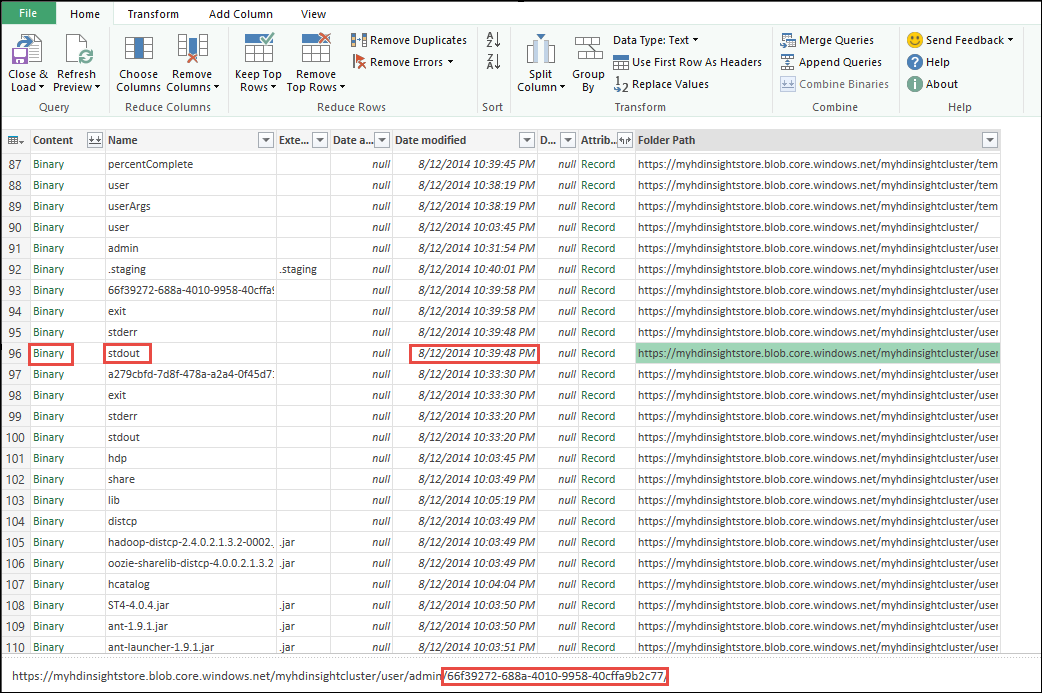 File Home Transform Add Column View
Close & Load Refresh Preview Choose Columns Remove Columns Keep Top Rows Remove Top Rows Remove Duplicates Remove Errors Split Column Group By Data Type: Text Use First Row As Headers Replace Values Merge Queries Append Queries Combine Binaries Send Feedback Help About
Query Reduce Columns Reduce Rows Sort Transform Combine Help
Content Name Exte... Date a... Date modified D... Attrib... Folder Path
87 Binary percentComplete null 8/12/2014 10:39:45 PM null Record https://myhdinsightstore.blob.core.windows.net/myhdinsightcluster/tem
88 Binary user null 8/12/2014 10:38:19 PM null Record https://myhdinsightstore.blob.core.windows.net/myhdinsightcluster/tem
89 Binary userArgs null 8/12/2014 10:38:19 PM null Record https://myhdinsightstore.blob.core.windows.net/myhdinsightcluster/tem
90 Binary user null 8/12/2014 10:03:45 PM null Record https://myhdinsightstore.blob.core.windows.net/myhdinsightcluster/
91 Binary admin null 8/12/2014 10:31:54 PM null Record https://myhdinsightstore.blob.core.windows.net/myhdinsightcluster/user
92 Binary .staging .staging null 8/12/2014 10:40:01 PM null Record https://myhdinsightstore.blob.core.windows.net/myhdinsightcluster/user
93 Binary 66f39272-688a-4010-9958-40cffa9 null 8/12/2014 10:39:58 PM null Record https://myhdinsightstore.blob.core.windows.net/myhdinsightcluster/user
94 Binary exit null 8/12/2014 10:39:58 PM null Record https://myhdinsightstore.blob.core.windows.net/myhdinsightcluster/user
95 Binary stderr null 8/12/2014 10:39:48 PM null Record https://myhdinsightstore.blob.core.windows.net/myhdinsightcluster/user
96 Binary stdout null 8/12/2014 10:39:48 PM null Record https://myhdinsightstore.blob.core.windows.net/myhdinsightcluster/user
97 Binary a279cbfd-7d8f-478a-a2a4-0f45d7 null 8/12/2014 10:33:30 PM null Record https://myhdinsightstore.blob.core.windows.net/myhdinsightcluster/user
98 Binary exit null 8/12/2014 10:33:30 PM null Record https://myhdinsightstore.blob.core.windows.net/myhdinsightcluster/user
99 Binary stderr null 8/12/2014 10:33:20 PM null Record https://myhdinsightstore.blob.core.windows.net/myhdinsightcluster/user
100 Binary stdout null 8/12/2014 10:33:20 PM null Record https://myhdinsightstore.blob.core.windows.net/myhdinsightcluster/user
101 Binary hdp null 8/12/2014 10:03:45 PM null Record https://myhdinsightstore.blob.core.windows.net/myhdinsightcluster/user
102 Binary share null 8/12/2014 10:03:45 PM null Record https://myhdinsightstore.blob.core.windows.net/myhdinsightcluster/user
103 Binary lib null 8/12/2014 10:05:19 PM null Record https://myhdinsightstore.blob.core.windows.net/myhdinsightcluster/user
104 Binary distcp null 8/12/2014 10:03:49 PM null Record https://myhdinsightstore.blob.core.windows.net/myhdinsightcluster/user
105 Binary hadoop-distcp-2.4.0.2.1.3.2-0002. .jar null 8/12/2014 10:03:49 PM null Record https://myhdinsightstore.blob.core.windows.net/myhdinsightcluster/user
106 Binary oozie-sharelib-distcp-4.0.0.2.1.3.2 .jar null 8/12/2014 10:03:49 PM null Record https://myhdinsightstore.blob.core.windows.net/myhdinsightcluster/user
107 Binary hcatalog null 8/12/2014 10:04:04 PM null Record https://myhdinsightstore.blob.core.windows.net/myhdinsightcluster/user
108 Binary ST4-4.0.4.jar .jar null 8/12/2014 10:03:50 PM null Record https://myhdinsightstore.blob.core.windows.net/myhdinsightcluster/user
109 Binary ant-1.9.1.jar .jar null 8/12/2014 10:03:50 PM null Record https://myhdinsightstore.blob.core.windows.net/myhdinsightcluster/user
110 Binary ant-launcher-1.9.1.jar .jar null 8/12/2014 10:03:51 PM null Record https://myhdinsightstore.blob.core.windows.net/myhdinsightcluster/user
https://myhdinsightstore.blob.core.windows.net/myhdinsightcluster/user/admin/66f39272-688a-4010-9958-40cffa9b2c77/